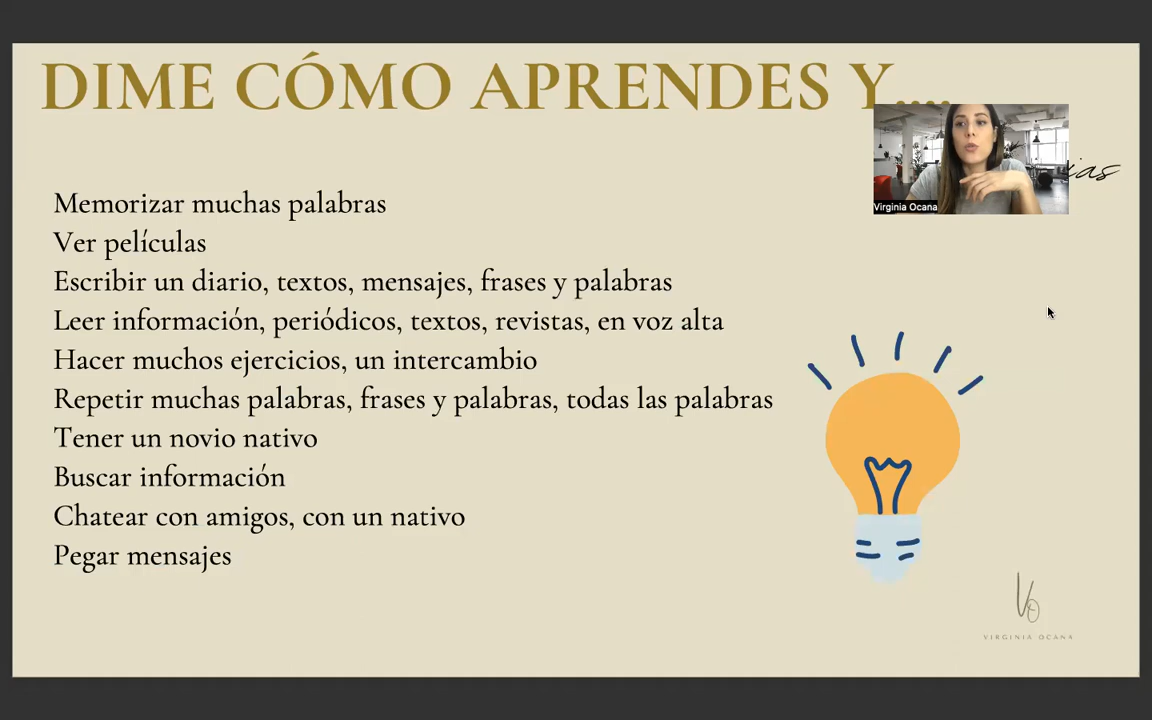 DIME CÓMO APRENDES Y....
Virginia Ocana
Memorizar muchas palabras
Ver películas
Escribir un diario, textos, mensajes, frases y palabras
Leer información, periódicos, textos, revistas, en voz alta
Hacer muchos ejercicios, un intercambio
Repetir muchas palabras, frases y palabras, todas las palabras
Tener un novio nativo
Buscar información
Chatear con amigos, con un nativo
Pegar mensajes
VO
VIRGINIA OCANA